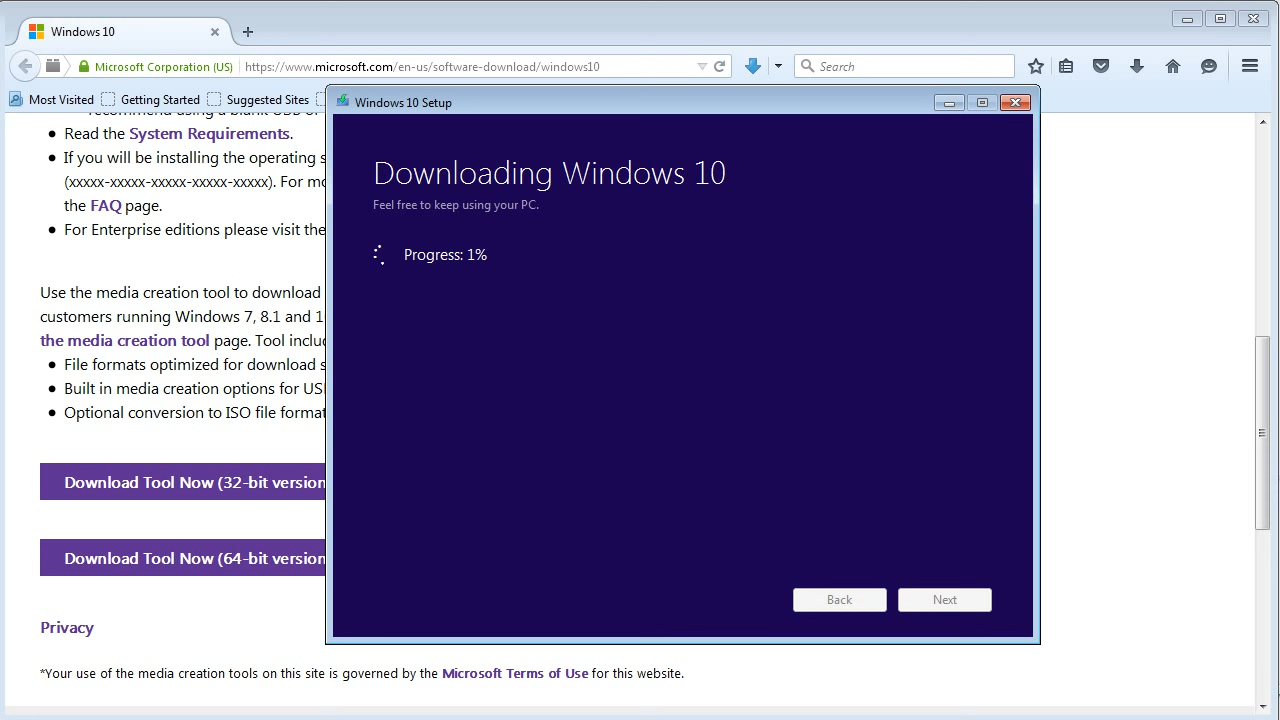 Windows 10
Microsoft Corporation (US)
https://www.microsoft.com/en-us/software-download/windows10
Search
Most Visited
Getting Started
Suggested Sites
Windows 10 Setup
Read the System Requirements.
If you will be installing the operating s
(xxxxx-xxxxx-xxxxx-xxxxx-xxxxx). For mo
the FAQ page.
For Enterprise editions please visit the
Use the media creation tool to download
customers running Windows 7, 8.1 and 1
the media creation tool page. Tool inclu
File formats optimized for download s
Built in media creation options for US
Optional conversion to ISO file format
Download Tool Now (32-bit version
Download Tool Now (64-bit version
Privacy
*Your use of the media creation tools on this site is governed by the Microsoft Terms of Use for this website.
Downloading Windows 10
Feel free to keep using your PC.
Progress: 1%
Back
Next